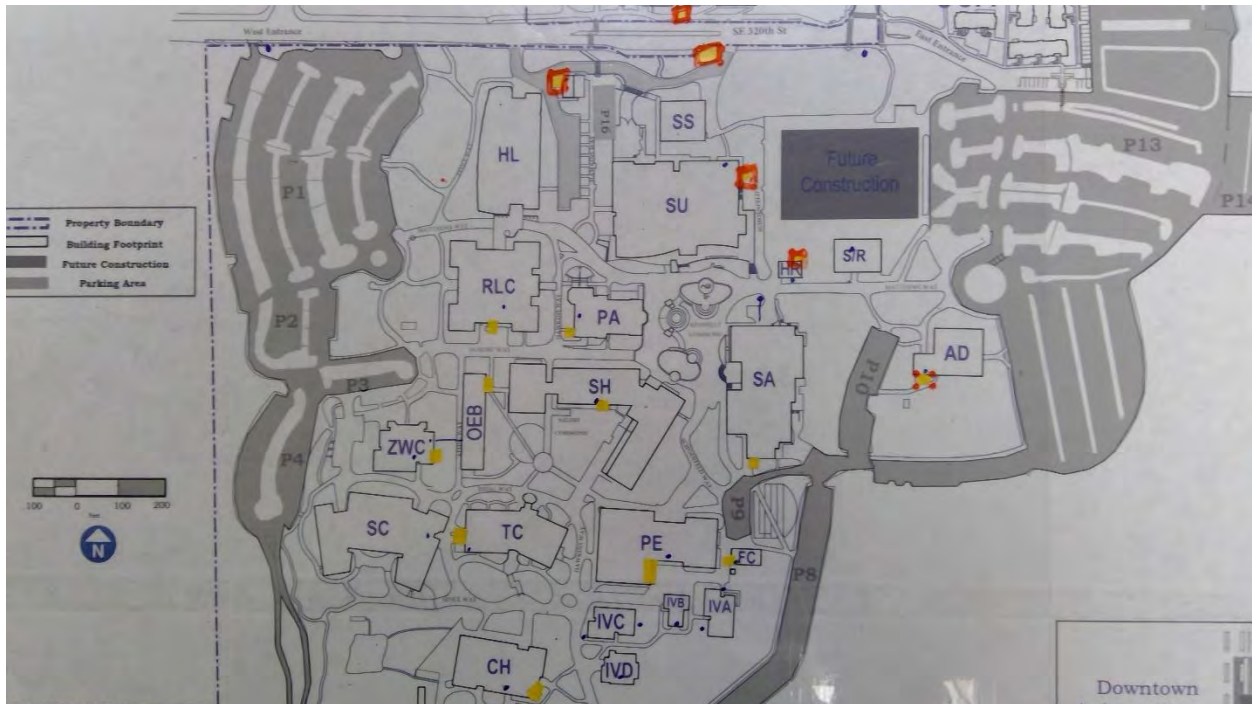 West Entrance
SE 320th St
East Entrance
P16
SS
HL
P13
Future
Construction
P1
P14
SU
Property Boundary
Building Footprint
Future Construction
Parking Area
HR
S/R
RLC
PA
P2
AD
SA
P3
P10
SH
OEB
ZWC
P4
100 0 100 200
Feet
N
P9
SC
TC
PE
FC
P8
IVB
IVA
IVC
CH
IVD
Downtown